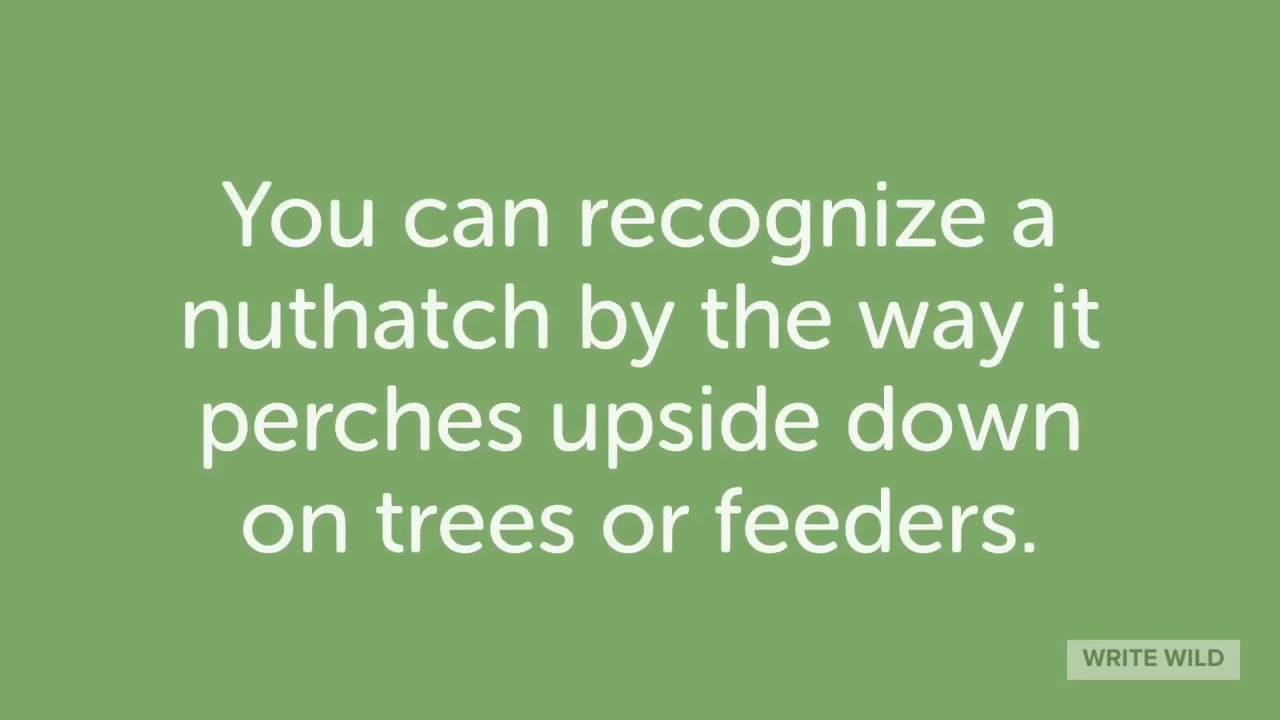 You can recognize a
nuthatch by the way it
perches upside down
on trees or feeders.
WRITE WILD